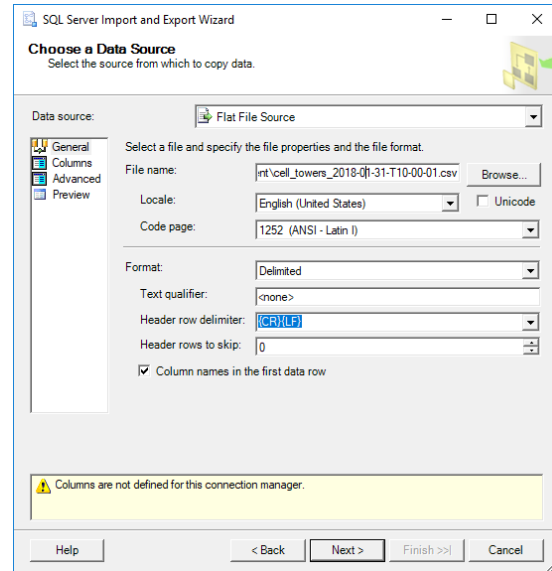 SQL Server Import and Export Wizard
Choose a Data Source
Select the source from which to copy data.
Data source:
Flat File Source
General
Columns
Advanced
Preview
Select a file and specify the file properties and the file format.
File name:
nt\cell_towers_2018-01-31-T10-00-01.csv
Browse...
Locale:
English (United States)
Unicode
Code page:
1252 (ANSI - Latin I)
Format:
Delimited
Text qualifier:
<none>
Header row delimiter:
{CR}{LF}
Header rows to skip:
0
Column names in the first data row
Columns are not defined for this connection manager.
Help
< Back
Next >
Finish >>|
Cancel